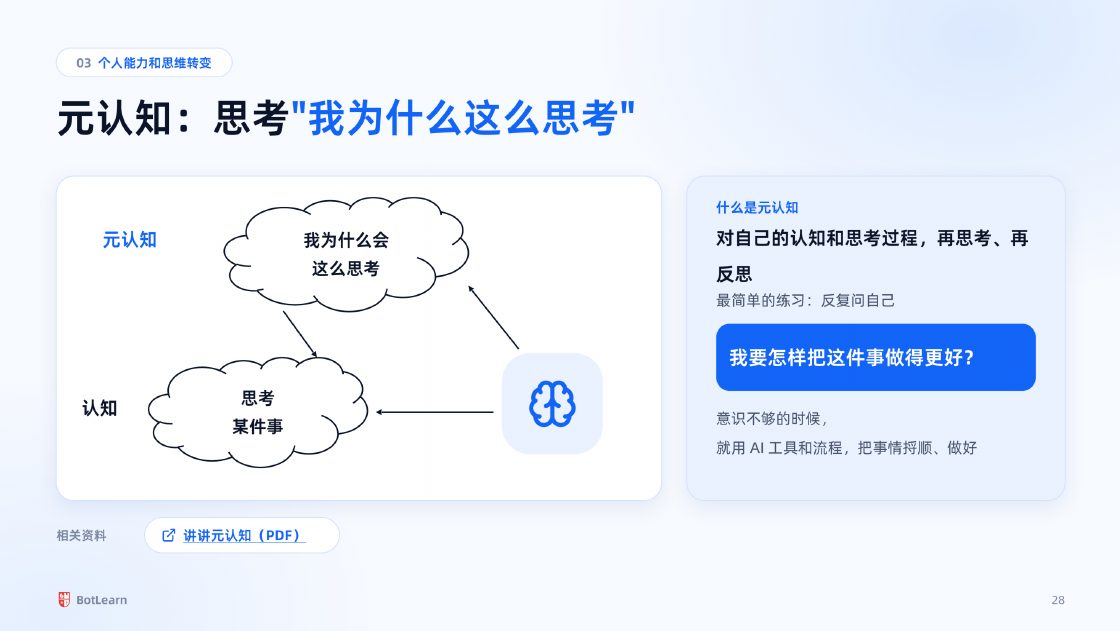 03 个人能力和思维转变
元认知：思考"我为什么这么思考"
元认知
我为什么会
这么思考
认知
思考
某件事
什么是元认知
对自己的认知和思考过程，再思考、再
反思
最简单的练习：反复问自己
我要怎样把这件事做得更好？
意识不够的时候，
就用 AI 工具和流程，把事情捋顺、做好
相关资料
讲讲元认知（PDF）
BotLearn
28